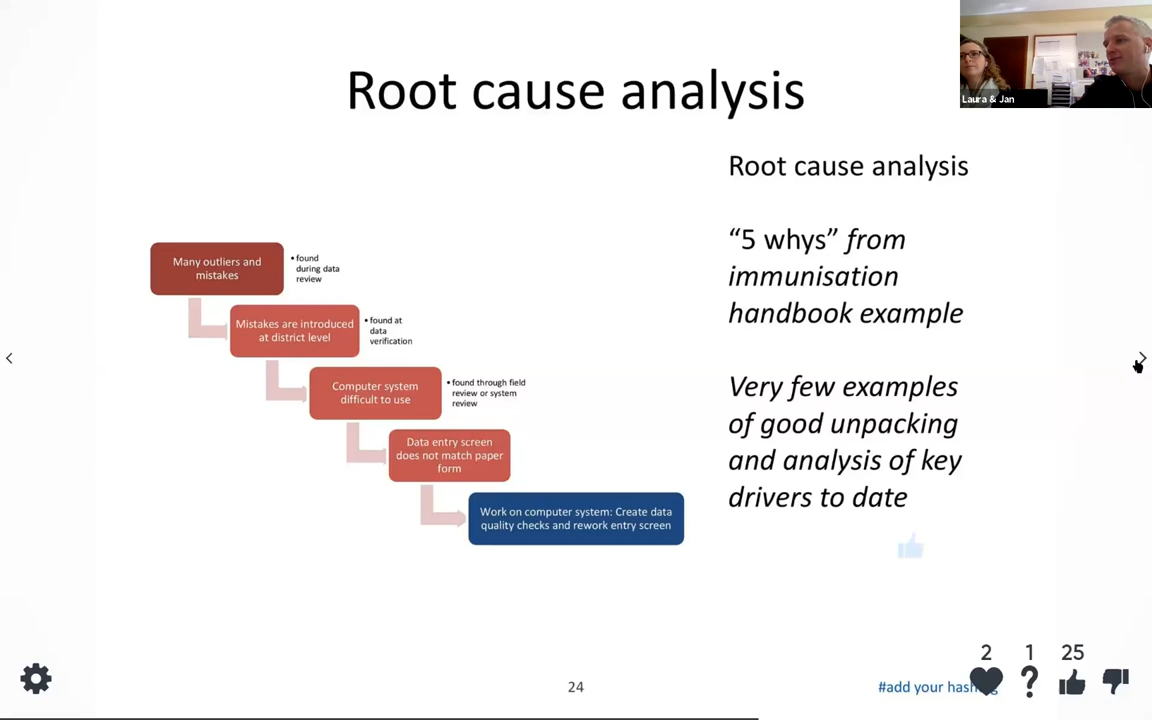 Root cause analysis
Laura & Jan
Root cause analysis
"5 whys" from
immunisation
handbook example
Very few examples
of good unpacking
and analysis of key
drivers to date
Many outliers and
mistakes
• found
during data
review
Mistakes are introduced
at district level
• found at
data
verification
Computer system
difficult to use
• found through field
review or system
review
Data entry screen
does not match paper
form
Work on computer system: Create data
quality checks and rework entry screen
2 1 25
24
#add your hash